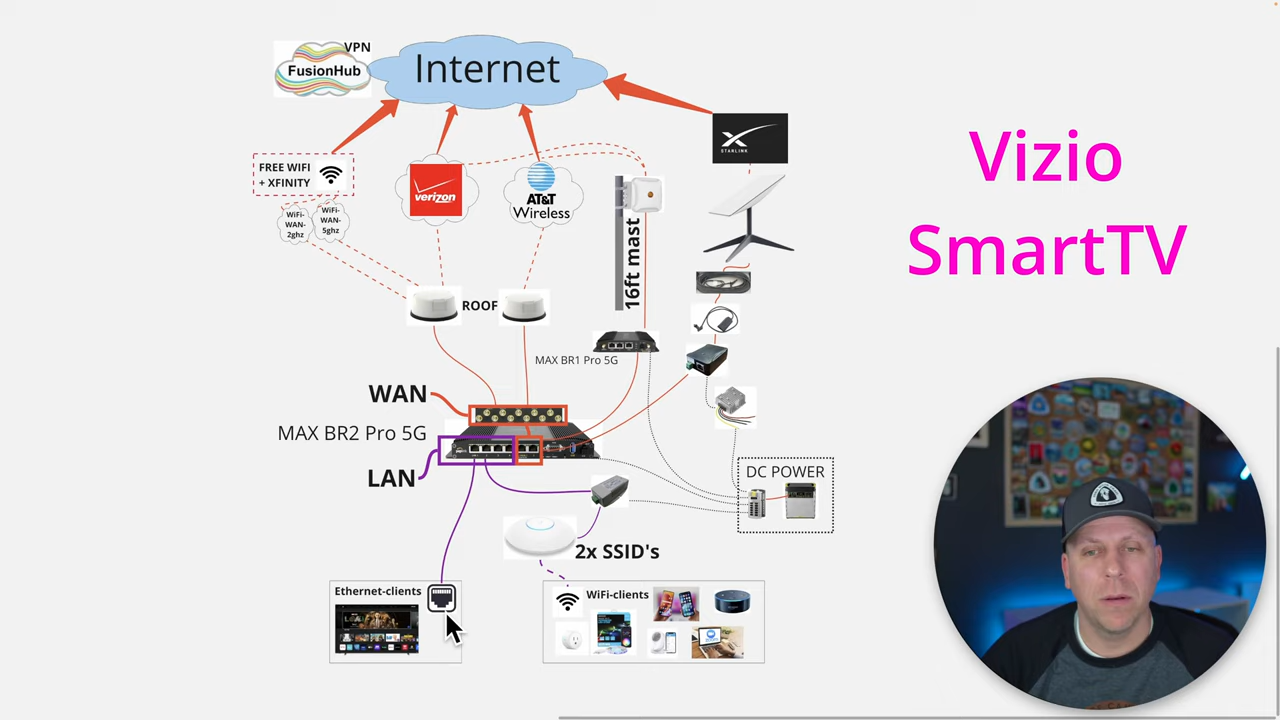 VPN
FusionHub
Internet
STARLINK
FREE WIFI
+ XFINITY
WiFi-
WAN-
2ghz
WiFi-
WAN-
5ghz
verizon
AT&T
Wireless
16ft mast
Vizio
SmartTV
ROOF
MAX BR1 Pro 5G
WAN
MAX BR2 Pro 5G
LAN
DC POWER
2x SSID's
Ethernet-clients
WiFi-clients